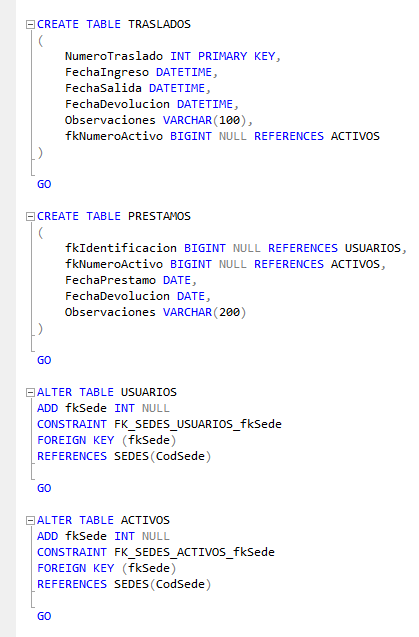 CREATE TABLE TRASLADOS
(
NumeroTraslado INT PRIMARY KEY,
FechaIngreso DATETIME,
FechaSalida DATETIME,
FechaDevolucion DATETIME,
Observaciones VARCHAR(100),
fkNumeroActivo BIGINT NULL REFERENCES ACTIVOS
)
GO
CREATE TABLE PRESTAMOS
(
fkIdentificacion BIGINT NULL REFERENCES USUARIOS,
fkNumeroActivo BIGINT NULL REFERENCES ACTIVOS,
FechaPrestamo DATE,
FechaDevolucion DATE,
Observaciones VARCHAR(200)
)
GO
ALTER TABLE USUARIOS
ADD fkSede INT NULL
CONSTRAINT FK_SEDES_USUARIOS_fkSede
FOREIGN KEY (fkSede)
REFERENCES SEDES(CodSede)
GO
ALTER TABLE ACTIVOS
ADD fkSede INT NULL
CONSTRAINT FK_SEDES_ACTIVOS_fkSede
FOREIGN KEY (fkSede)
REFERENCES SEDES(CodSede)
GO